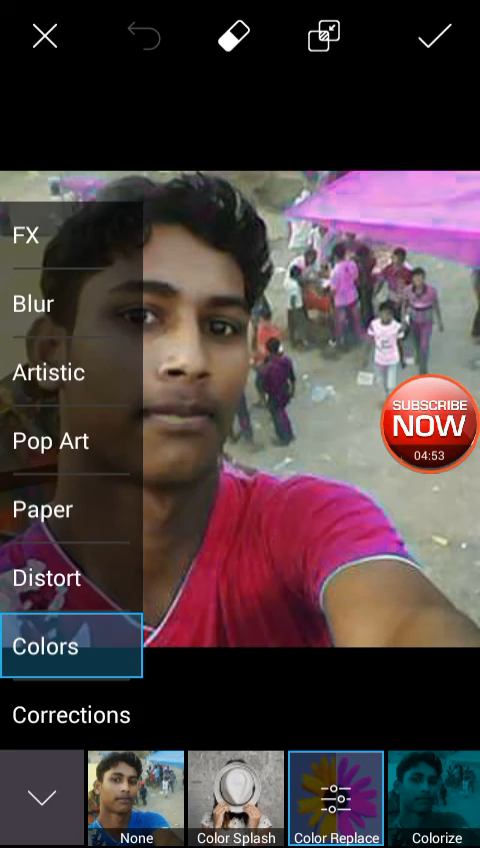 FX
Blur
Artistic
Pop Art
Paper
Distort
Colors
Corrections
SUBSCRIBE
NOW
04:53
None
Color Splash
Color Replace
Colorize